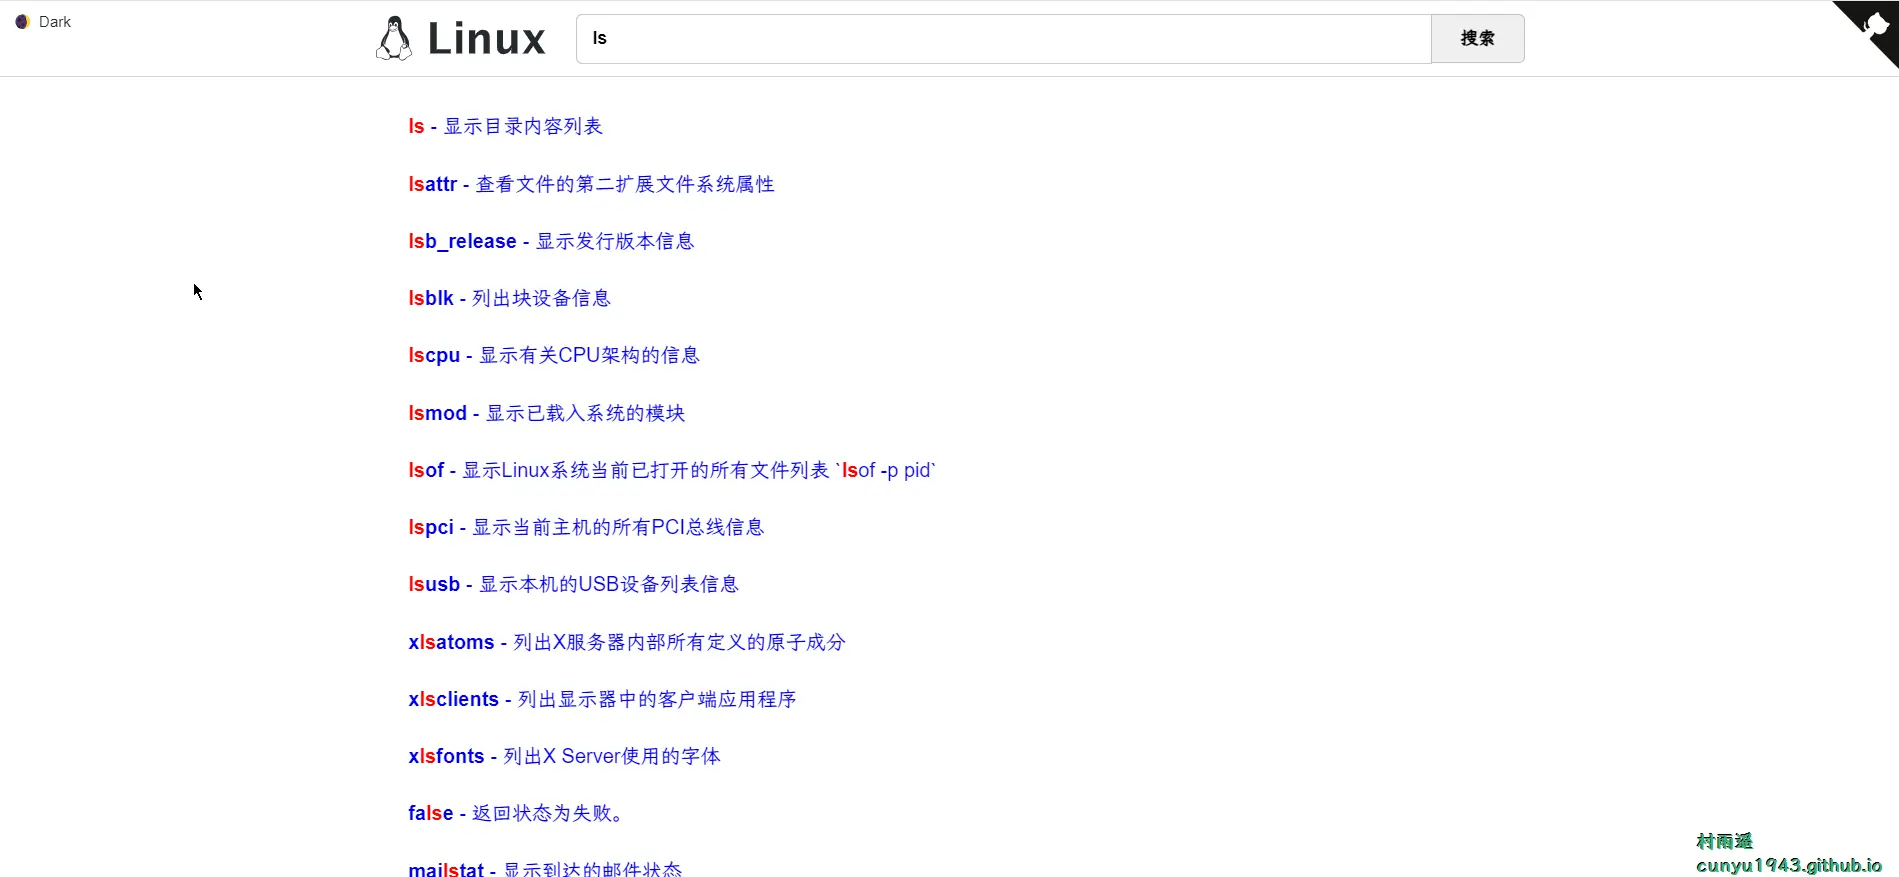 Dark
Linux
ls
搜索
ls - 显示目录内容列表
lsattr - 查看文件的第二扩展文件系统属性
lsb_release - 显示发行版本信息
lsblk - 列出块设备信息
lscpu - 显示有关CPU架构的信息
lsmod - 显示已载入系统的模块
lsof - 显示Linux系统当前已打开的所有文件列表 `lsof -p pid`
lspci - 显示当前主机的所有PCI总线信息
lsusb - 显示本机的USB设备列表信息
xlsatoms - 列出X服务器内部所有定义的原子成分
xlsclients - 列出显示器中的客户端应用程序
xlsfonts - 列出X Server使用的字体
false - 返回状态为失败。
mailstat - 显示到达的邮件状态
村雨遥
cunyu1943.github.io